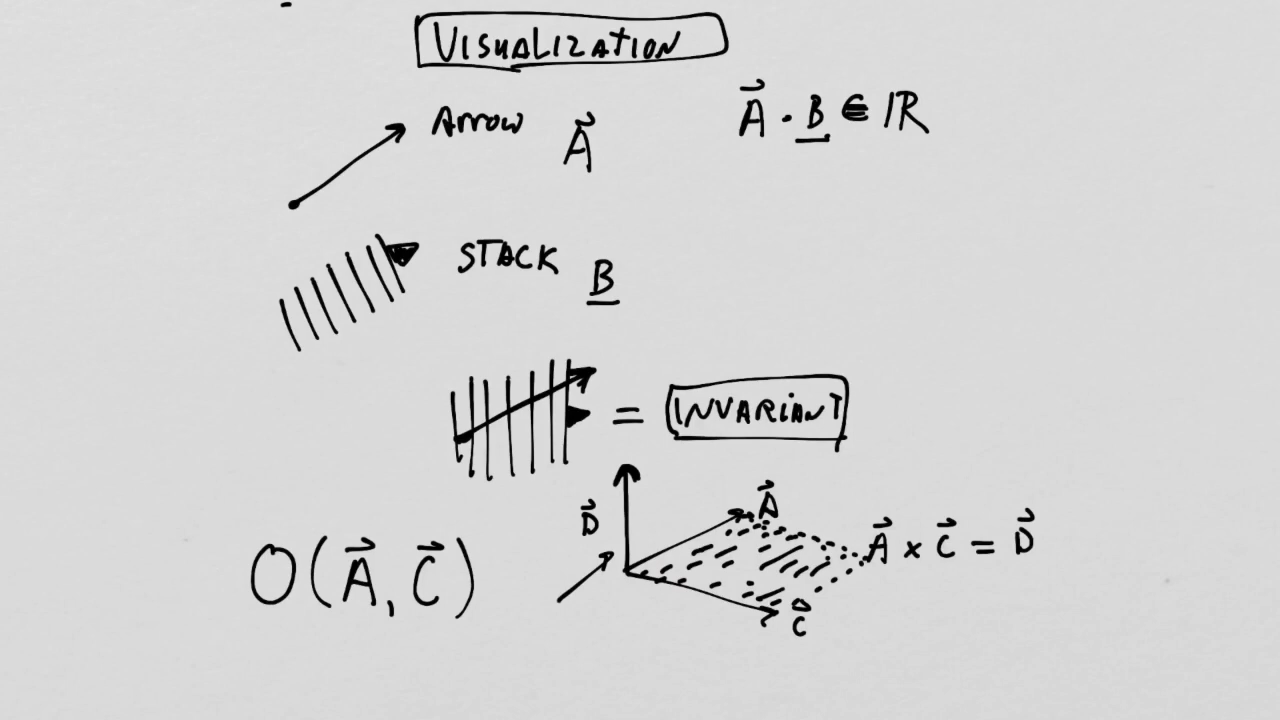 VISUALIZATION
Arrow A⃗
A⃗ · B̲ ∈ ℝ
STACK B̲
= INVARIANT
D⃗
A⃗
C⃗
A⃗ × C⃗ = D⃗
O(A⃗, C⃗)